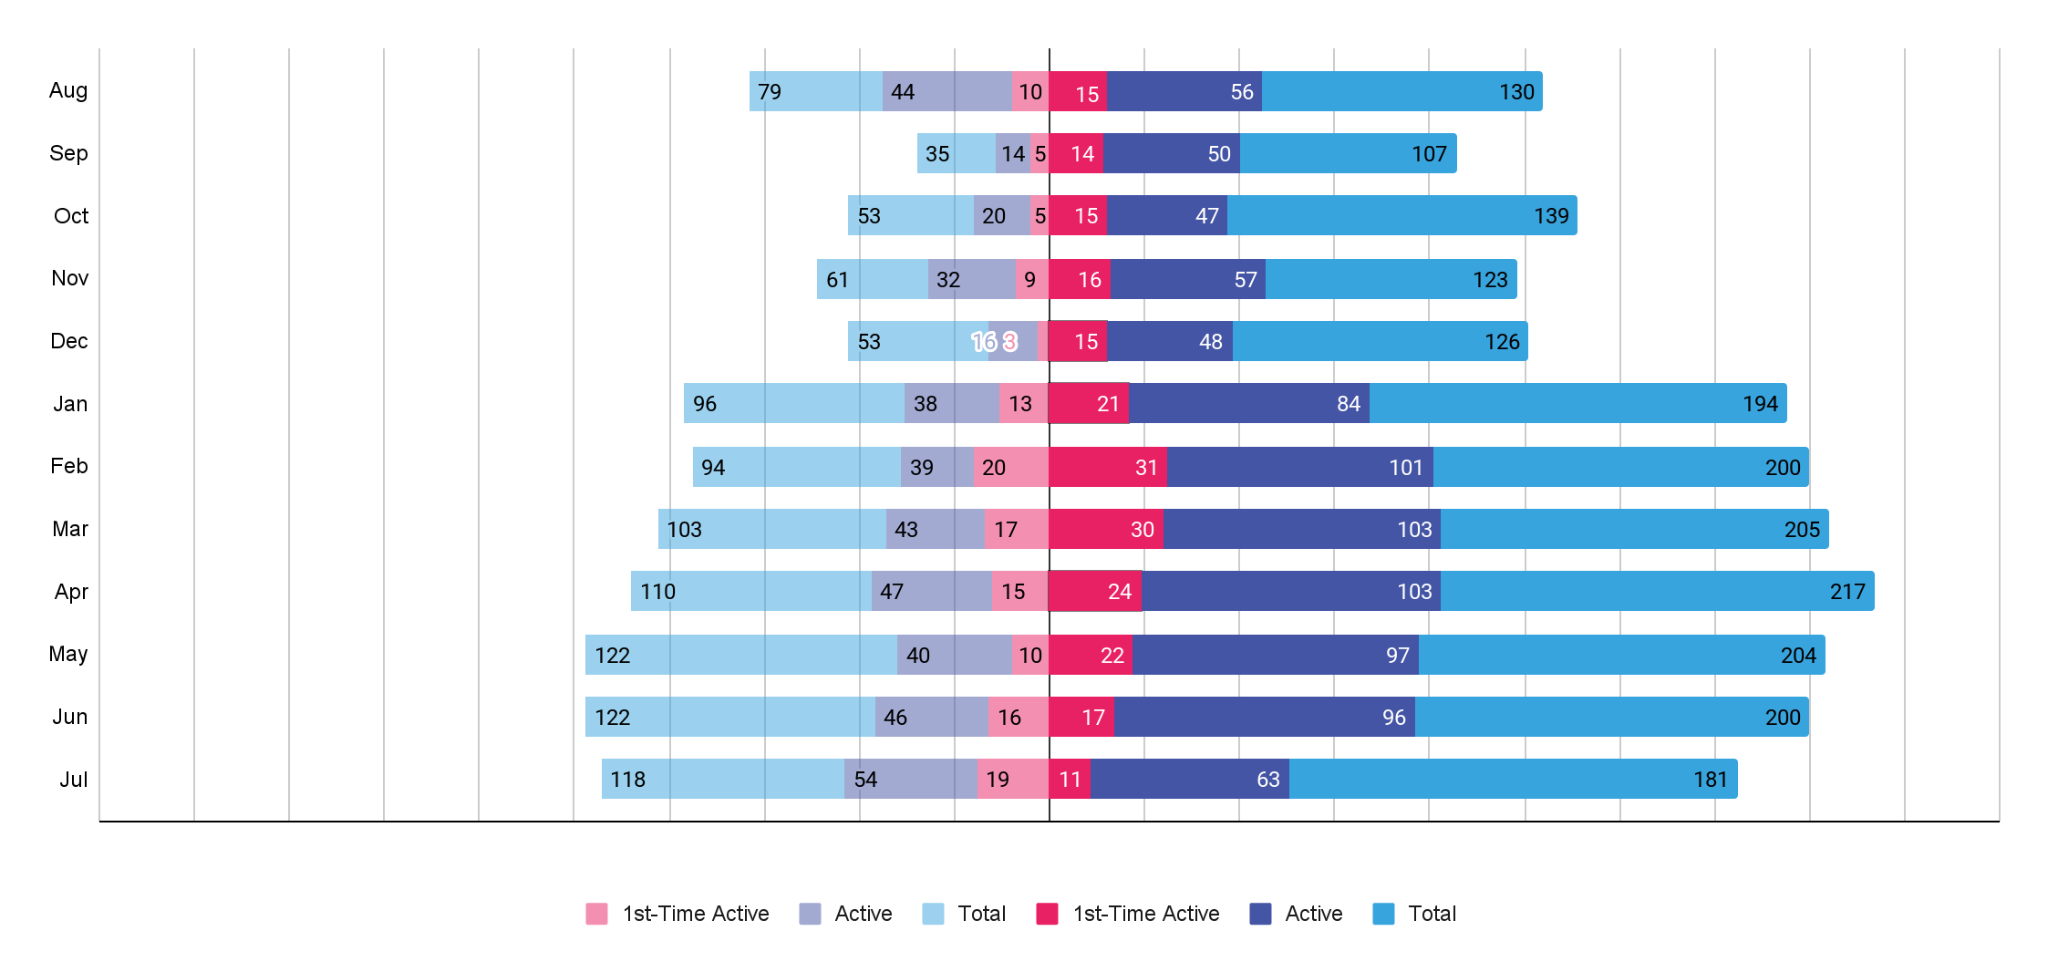 Aug 79 44 10 15 56 130
Sep 35 14 5 14 50 107
Oct 53 20 5 15 47 139
Nov 61 32 9 16 57 123
Dec 53 16 3 15 48 126
Jan 96 38 13 21 84 194
Feb 94 39 20 31 101 200
Mar 103 43 17 30 103 205
Apr 110 47 15 24 103 217
May 122 40 10 22 97 204
Jun 122 46 16 17 96 200
Jul 118 54 19 11 63 181
1st-Time Active Active Total 1st-Time Active Active Total